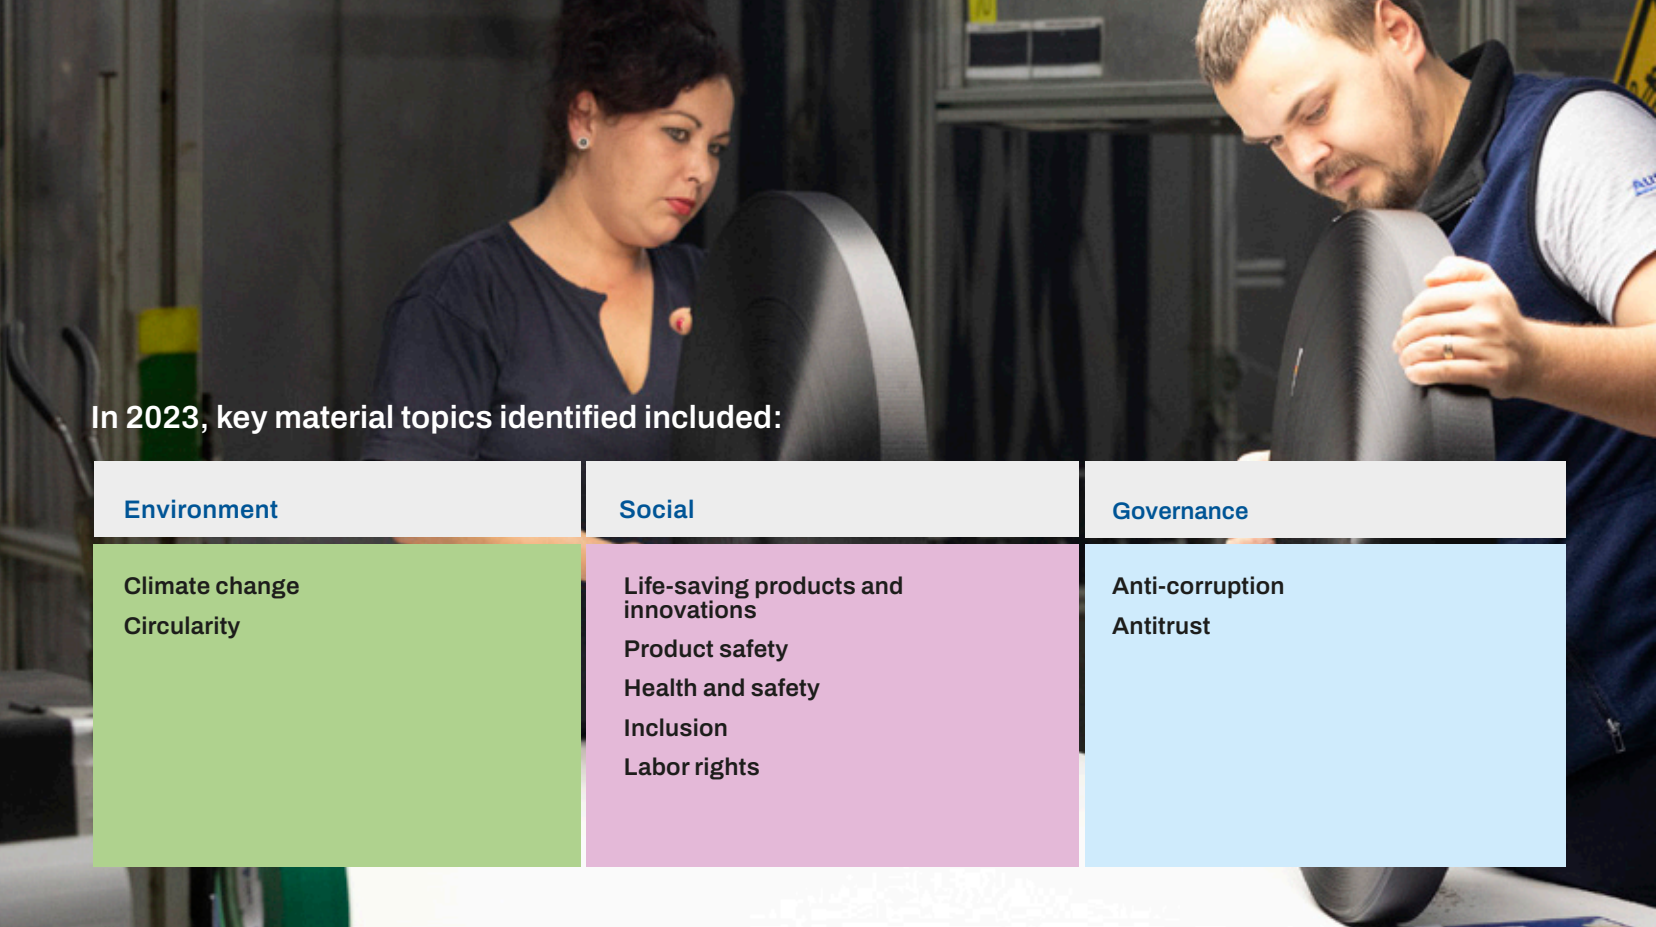 In 2023, key material topics identified included:
Environment
Climate change
Circularity
Social
Life-saving products and
innovations
Product safety
Health and safety
Inclusion
Labor rights
Governance
Anti-corruption
Antitrust